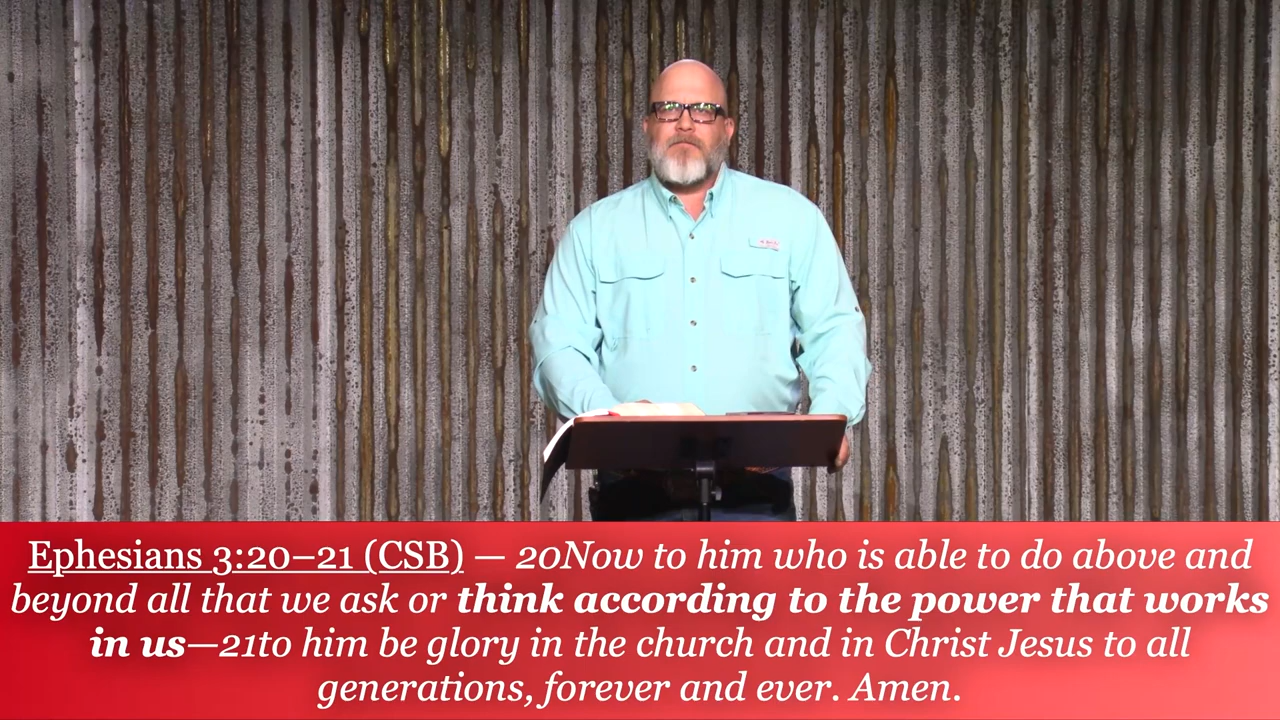 Ephesians 3:20–21 (CSB) — 20Now to him who is able to do above and
beyond all that we ask or think according to the power that works
in us—21to him be glory in the church and in Christ Jesus to all
generations, forever and ever. Amen.